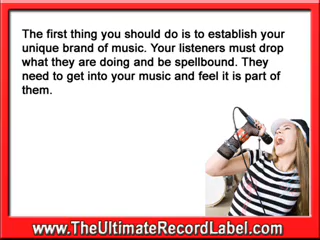 The first thing you should do is to establish your
unique brand of music. Your listeners must drop
what they are doing and be spellbound. They
need to get into your music and feel it is part of
them.
www.TheUltimateRecordLabel.com